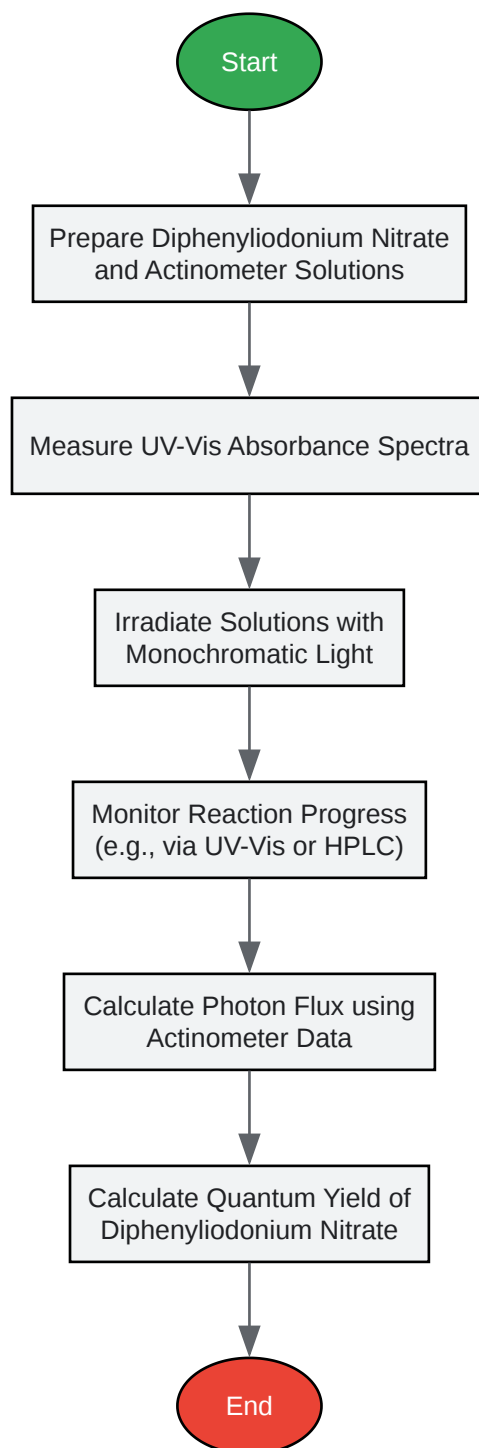 Start
Prepare Diphenyliodonium Nitrate
and Actinometer Solutions
Measure UV-Vis Absorbance Spectra
Irradiate Solutions with
Monochromatic Light
Monitor Reaction Progress
(e.g., via UV-Vis or HPLC)
Calculate Photon Flux using
Actinometer Data
Calculate Quantum Yield of
Diphenyliodonium Nitrate
End